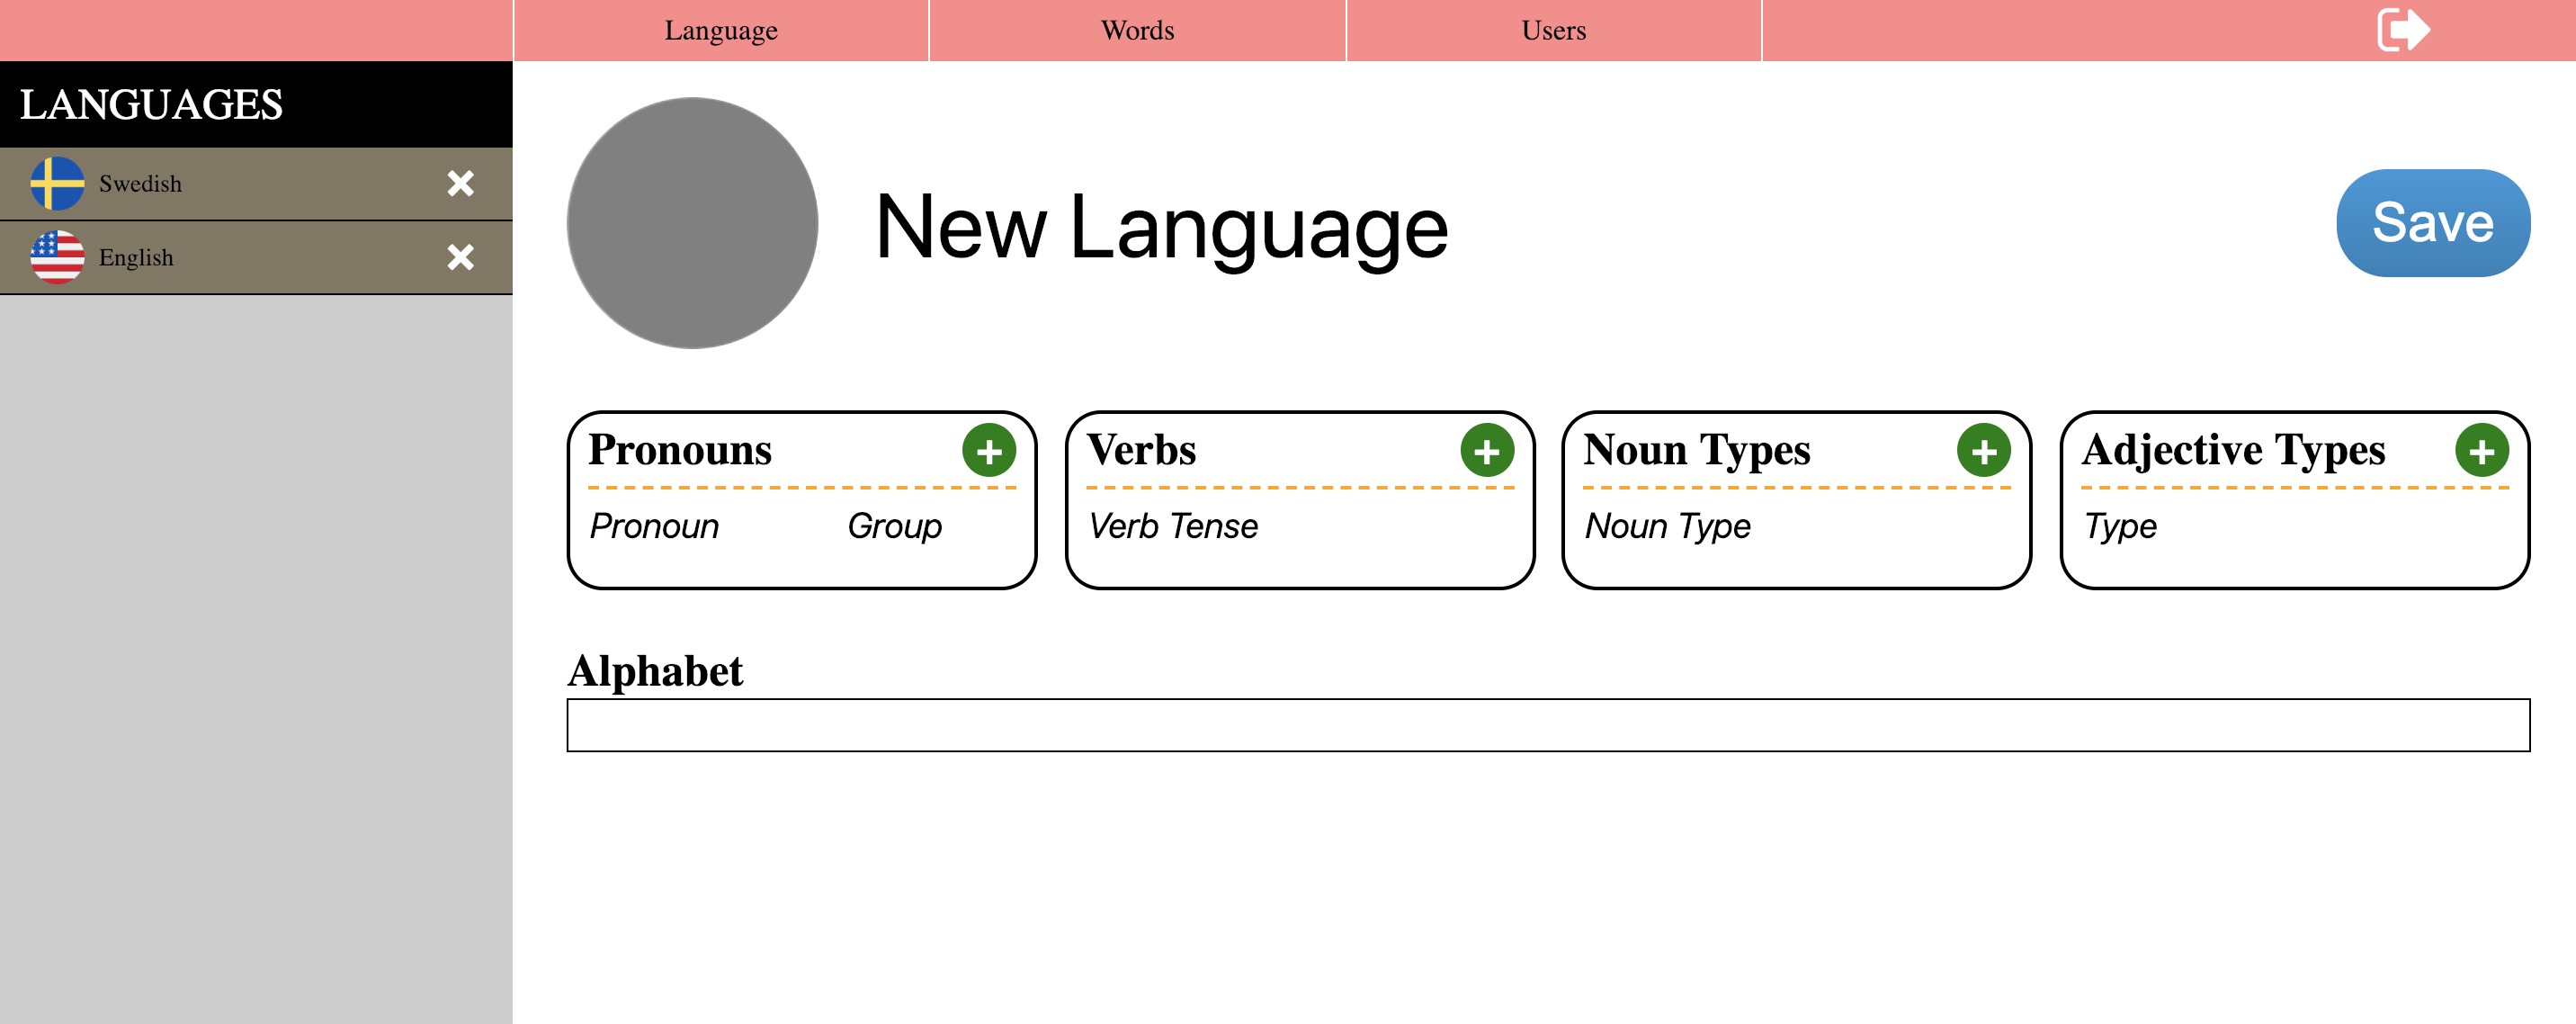 Language Words Users
LANGUAGES
Swedish
English
New Language
Save
Pronouns
Pronoun Group
Verbs
Verb Tense
Noun Types
Noun Type
Adjective Types
Type
Alphabet